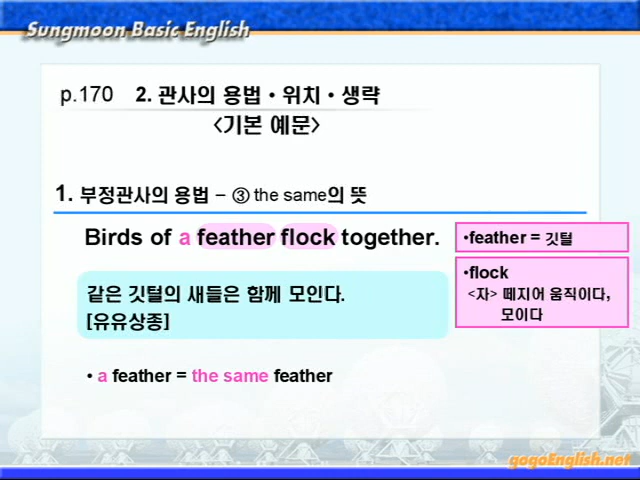 Sungmoon Basic English
p.170 2. 관사의 용법 • 위치 • 생략
<기본 예문>
1. 부정관사의 용법 – ③ the same의 뜻
Birds of a feather flock together.
•feather = 깃털
•flock
<자> 떼지어 움직이다,
모이다
같은 깃털의 새들은 함께 모인다.
[유유상종]
• a feather = the same feather
gogoEnglish.net